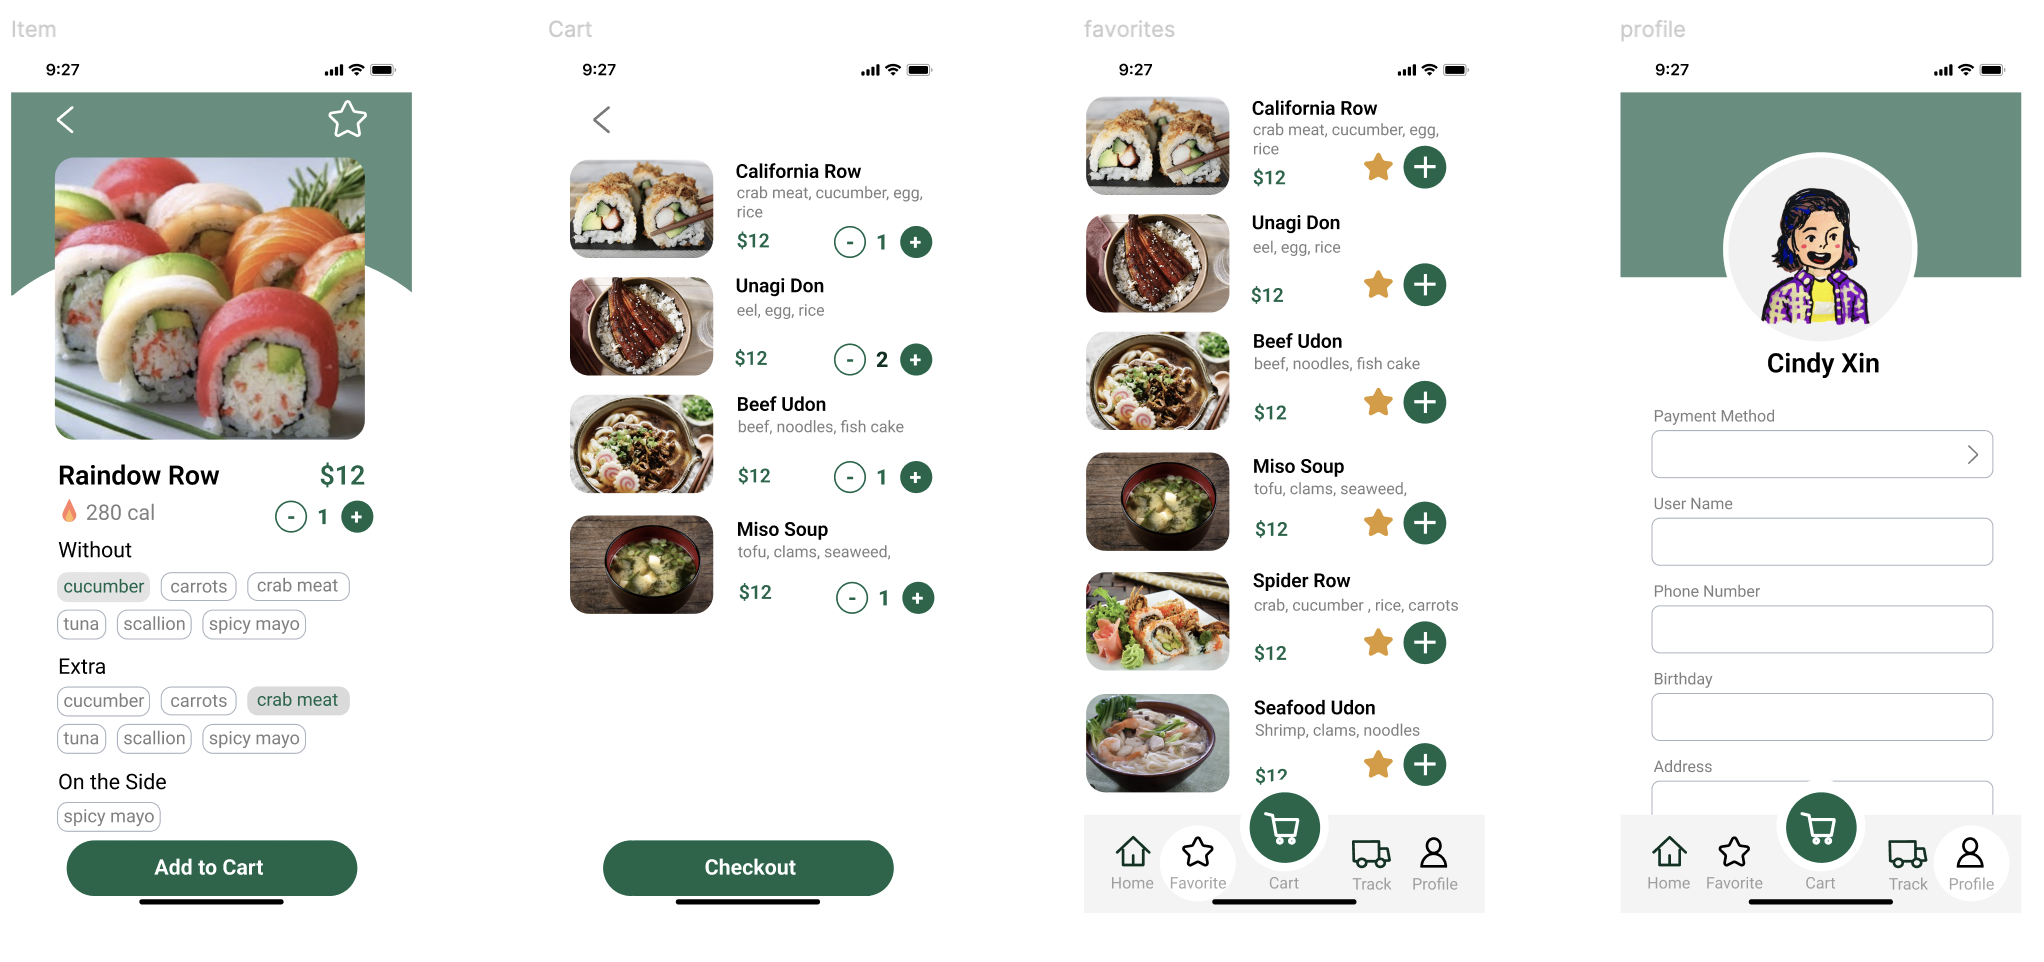 Item
9:27
Raindow Row
$12
280 cal
- 1 +
Without
cucumber carrots crab meat
tuna scallion spicy mayo
Extra
cucumber carrots crab meat
tuna scallion spicy mayo
On the Side
spicy mayo
Add to Cart
Cart
9:27
California Row
crab meat, cucumber, egg,
rice
$12 - 1 +
Unagi Don
eel, egg, rice
$12 - 2 +
Beef Udon
beef, noodles, fish cake
$12 - 1 +
Miso Soup
tofu, clams, seaweed,
$12 - 1 +
Checkout
favorites
9:27
California Row
crab meat, cucumber, egg,
rice
$12
Unagi Don
eel, egg, rice
$12
Beef Udon
beef, noodles, fish cake
$12
Miso Soup
tofu, clams, seaweed,
$12
Spider Row
crab, cucumber , rice, carrots
$12
Seafood Udon
Shrimp, clams, noodles
$12
Home Favorite Cart Track Profile
profile
9:27
Cindy Xin
Payment Method
User Name
Phone Number
Birthday
Address
Home Favorite Cart Track Profile